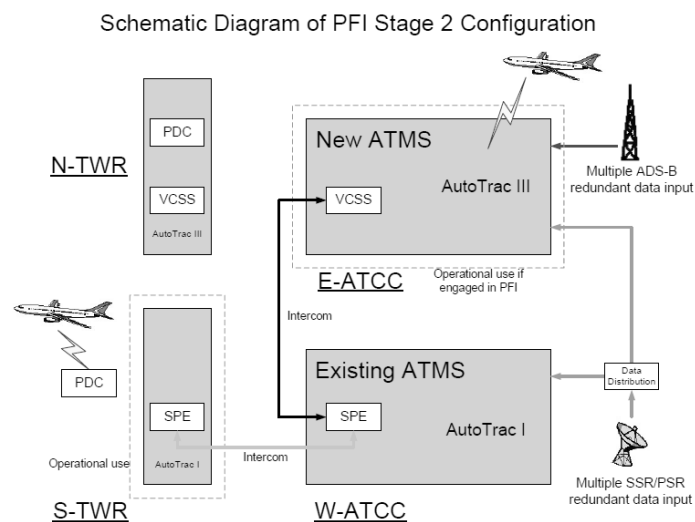 Schematic Diagram of PFI Stage 2 Configuration
N-TWR
PDC
VCSS
AutoTrac III
New ATMS
AutoTrac III
VCSS
Multiple ADS-B
redundant data input
E-ATCC
Operational use if
engaged in PFI
Intercom
PDC
SPE
AutoTrac I
Operational use
S-TWR
Intercom
Existing ATMS
SPE
AutoTrac I
W-ATCC
Data
Distribution
Multiple SSR/PSR
redundant data input